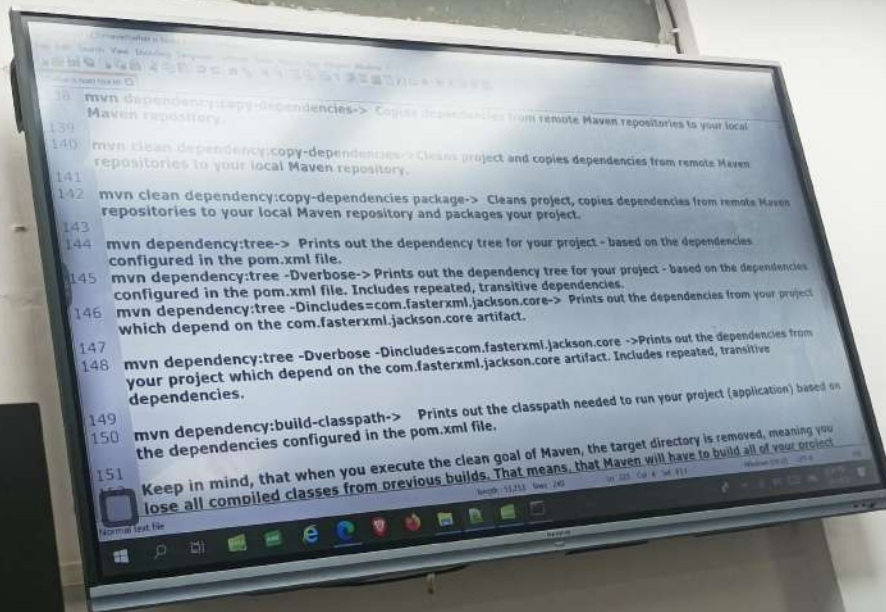 138 mvn dependency:copy-dependencies-> Copies dependencies from remote Maven repositories to your local
Maven repository.
139
140 mvn clean dependency:copy-dependencies-> Cleans project and copies dependencies from remote Maven
repositories to your local Maven repository.
141
142 mvn clean dependency:copy-dependencies package-> Cleans project, copies dependencies from remote Maven
repositories to your local Maven repository and packages your project.
143
144 mvn dependency:tree-> Prints out the dependency tree for your project - based on the dependencies
configured in the pom.xml file.
145 mvn dependency:tree -Dverbose-> Prints out the dependency tree for your project - based on the dependencies
configured in the pom.xml file. Includes repeated, transitive dependencies.
146 mvn dependency:tree -Dincludes=com.fasterxml.jackson.core-> Prints out the dependencies from your project
which depend on the com.fasterxml.jackson.core artifact.
147
148 mvn dependency:tree -Dverbose -Dincludes=com.fasterxml.jackson.core ->Prints out the dependencies from
your project which depend on the com.fasterxml.jackson.core artifact. Includes repeated, transitive
dependencies.
149
150 mvn dependency:build-classpath-> Prints out the classpath needed to run your project (application) based on
the dependencies configured in the pom.xml file.
151
Keep in mind, that when you execute the clean goal of Maven, the target directory is removed, meaning you
lose all compiled classes from previous builds. That means, that Maven will have to build all of your project
Normal text file